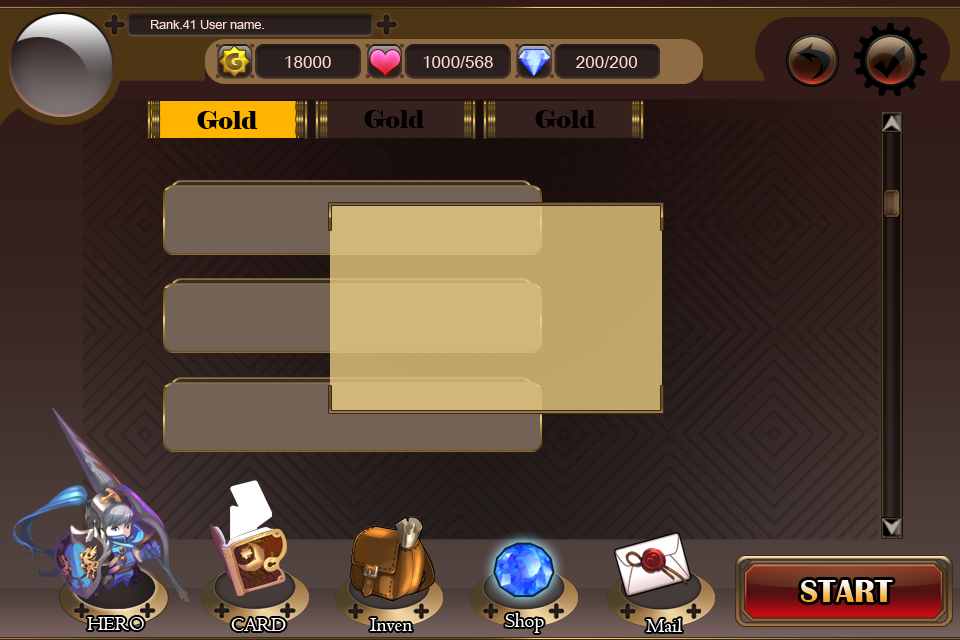 Rank.41 User name.
G 18000 1000/568 200/200
Gold Gold Gold
HERO CARD Inven Shop Mail START